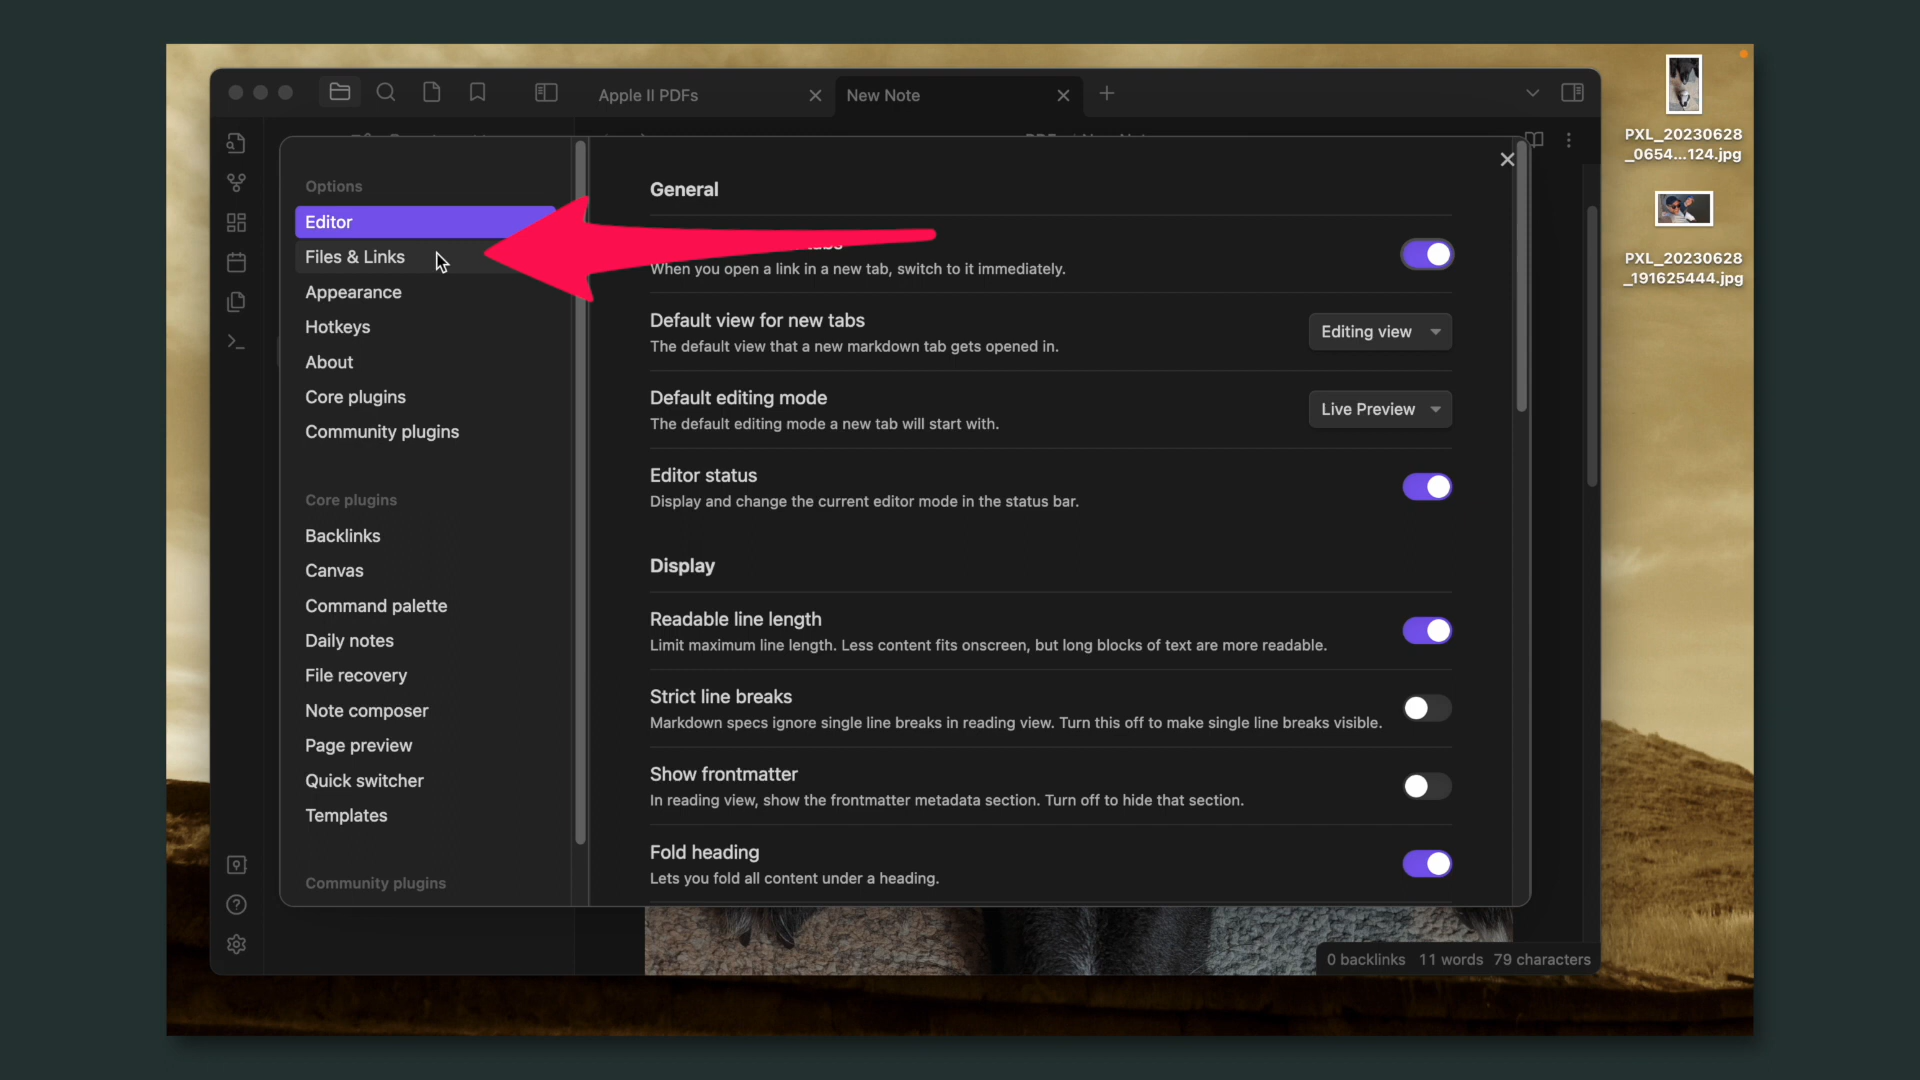 Apple II PDFs
New Note
PXL_20230628
_0654...124.jpg
PXL_20230628
_191625444.jpg
Options
Editor
Files & Links
Appearance
Hotkeys
About
Core plugins
Community plugins
Core plugins
Backlinks
Canvas
Command palette
Daily notes
File recovery
Note composer
Page preview
Quick switcher
Templates
Community plugins
General
When you open a link in a new tab, switch to it immediately.
Default view for new tabs
The default view that a new markdown tab gets opened in.
Editing view
Default editing mode
The default editing mode a new tab will start with.
Live Preview
Editor status
Display and change the current editor mode in the status bar.
Display
Readable line length
Limit maximum line length. Less content fits onscreen, but long blocks of text are more readable.
Strict line breaks
Markdown specs ignore single line breaks in reading view. Turn this off to make single line breaks visible.
Show frontmatter
In reading view, show the frontmatter metadata section. Turn off to hide that section.
Fold heading
Lets you fold all content under a heading.
0 backlinks 11 words 79 characters